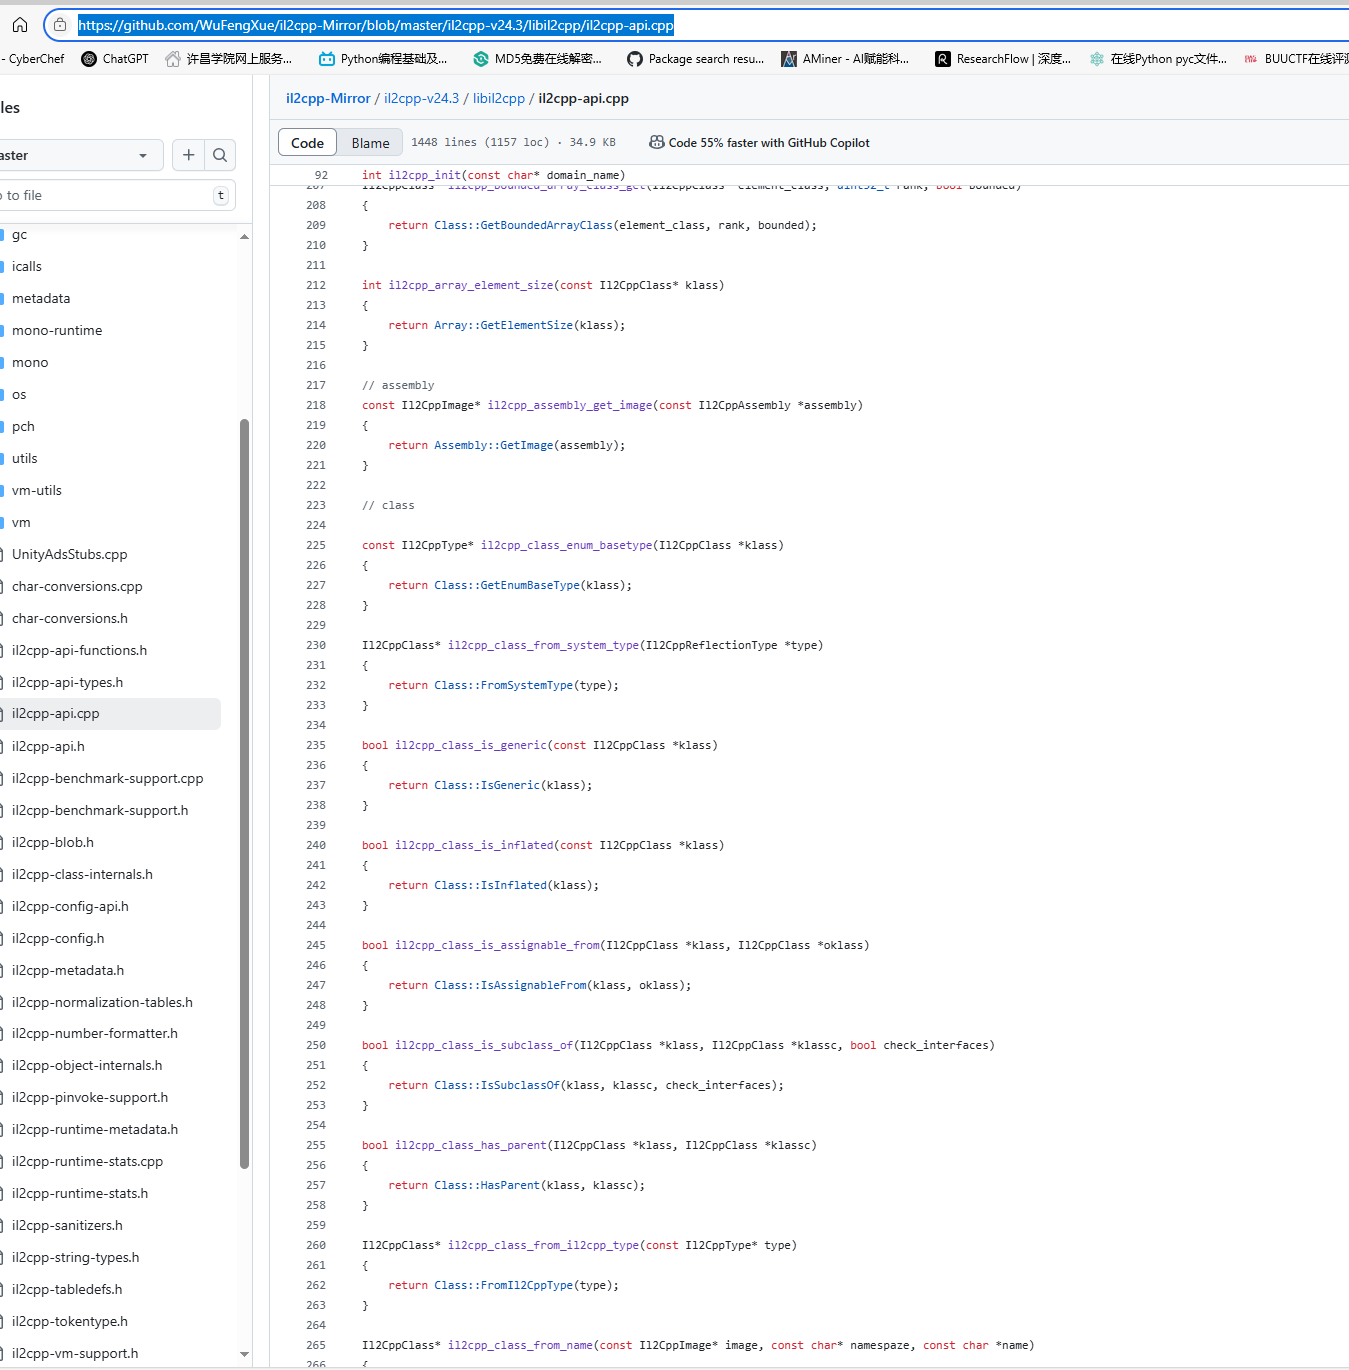 https://github.com/WuFengXue/il2cpp-Mirror/blob/master/il2cpp-v24.3/libil2cpp/il2cpp-api.cpp
- CyberChef ChatGPT 许昌学院网上服务... Python编程基础及... MD5免费在线解密... Package search resu... AMiner - AI赋能科... ResearchFlow | 深度... 在线Python pyc文件... BUUCTF在线评测
les
aster
to file t
gc
icalls
metadata
mono-runtime
mono
os
pch
utils
vm-utils
vm
UnityAdsStubs.cpp
char-conversions.cpp
char-conversions.h
il2cpp-api-functions.h
il2cpp-api-types.h
il2cpp-api.cpp
il2cpp-api.h
il2cpp-benchmark-support.cpp
il2cpp-benchmark-support.h
il2cpp-blob.h
il2cpp-class-internals.h
il2cpp-config-api.h
il2cpp-config.h
il2cpp-metadata.h
il2cpp-normalization-tables.h
il2cpp-number-formatter.h
il2cpp-object-internals.h
il2cpp-pinvoke-support.h
il2cpp-runtime-metadata.h
il2cpp-runtime-stats.cpp
il2cpp-runtime-stats.h
il2cpp-sanitizers.h
il2cpp-string-types.h
il2cpp-tabledefs.h
il2cpp-tokentype.h
il2cpp-vm-support.h
il2cpp-Mirror / il2cpp-v24.3 / libil2cpp / il2cpp-api.cpp
Code Blame 1448 lines (1157 loc) · 34.9 KB Code 55% faster with GitHub Copilot
92 int il2cpp_init(const char* domain_name)
207 Il2CppClass* il2cpp_bounded_array_class_get(Il2CppClass *element_class, uint32_t rank, bool bounded)
208 {
209 return Class::GetBoundedArrayClass(element_class, rank, bounded);
210 }
211
212 int il2cpp_array_element_size(const Il2CppClass* klass)
213 {
214 return Array::GetElementSize(klass);
215 }
216
217 // assembly
218 const Il2CppImage* il2cpp_assembly_get_image(const Il2CppAssembly *assembly)
219 {
220 return Assembly::GetImage(assembly);
221 }
222
223 // class
224
225 const Il2CppType* il2cpp_class_enum_basetype(Il2CppClass *klass)
226 {
227 return Class::GetEnumBaseType(klass);
228 }
229
230 Il2CppClass* il2cpp_class_from_system_type(Il2CppReflectionType *type)
231 {
232 return Class::FromSystemType(type);
233 }
234
235 bool il2cpp_class_is_generic(const Il2CppClass *klass)
236 {
237 return Class::IsGeneric(klass);
238 }
239
240 bool il2cpp_class_is_inflated(const Il2CppClass *klass)
241 {
242 return Class::IsInflated(klass);
243 }
244
245 bool il2cpp_class_is_assignable_from(Il2CppClass *klass, Il2CppClass *oklass)
246 {
247 return Class::IsAssignableFrom(klass, oklass);
248 }
249
250 bool il2cpp_class_is_subclass_of(Il2CppClass *klass, Il2CppClass *klassc, bool check_interfaces)
251 {
252 return Class::IsSubclassOf(klass, klassc, check_interfaces);
253 }
254
255 bool il2cpp_class_has_parent(Il2CppClass *klass, Il2CppClass *klassc)
256 {
257 return Class::HasParent(klass, klassc);
258 }
259
260 Il2CppClass* il2cpp_class_from_il2cpp_type(const Il2CppType* type)
261 {
262 return Class::FromIl2CppType(type);
263 }
264
265 Il2CppClass* il2cpp_class_from_name(const Il2CppImage* image, const char* namespaze, const char *name)
266 {